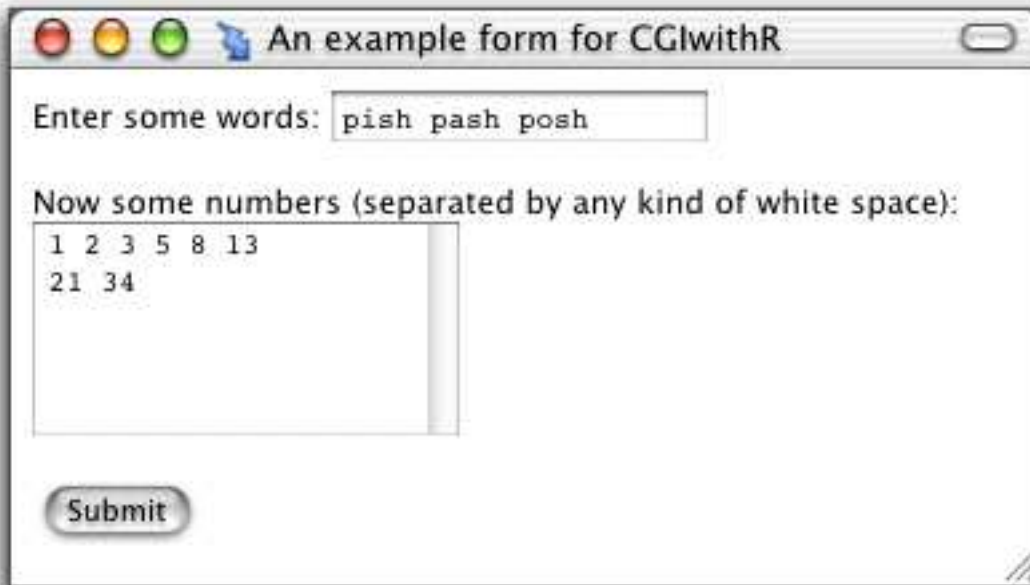 An example form for CGIwithR
Enter some words: pish pash posh
Now some numbers (separated by any kind of white space):
1 2 3 5 8 13
21 34
Submit